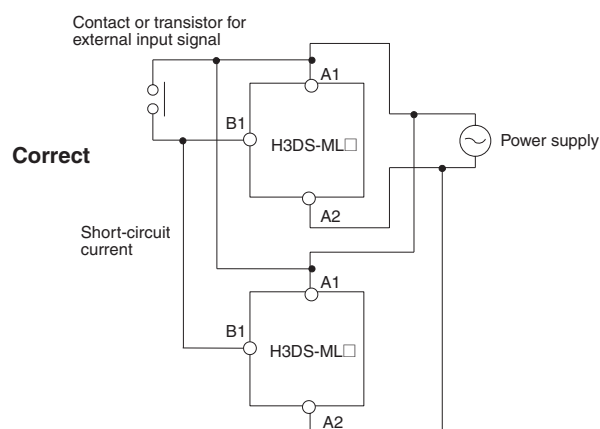 Contact or transistor for
external input signal
A1
B1
H3DS-ML□
Power supply
Correct
A2
Short-circuit
current
A1
B1
H3DS-ML□
A2